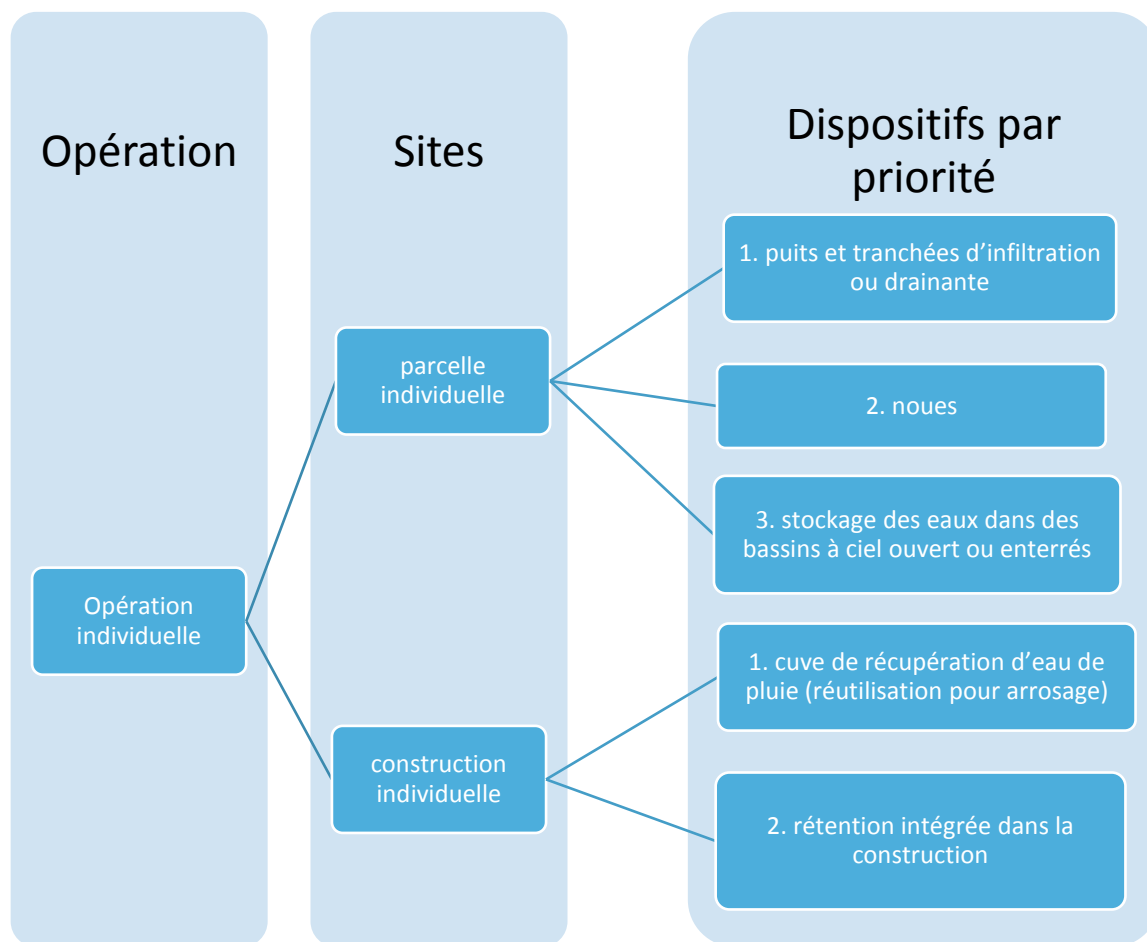 Opération
Sites
Dispositifs par
priorité
Opération
individuelle
parcelle
individuelle
1. puits et tranchées d’infiltration
ou drainante
2. noues
3. stockage des eaux dans des
bassins à ciel ouvert ou enterrés
construction
individuelle
1. cuve de récupération d’eau de
pluie (réutilisation pour arrosage)
2. rétention intégrée dans la
construction